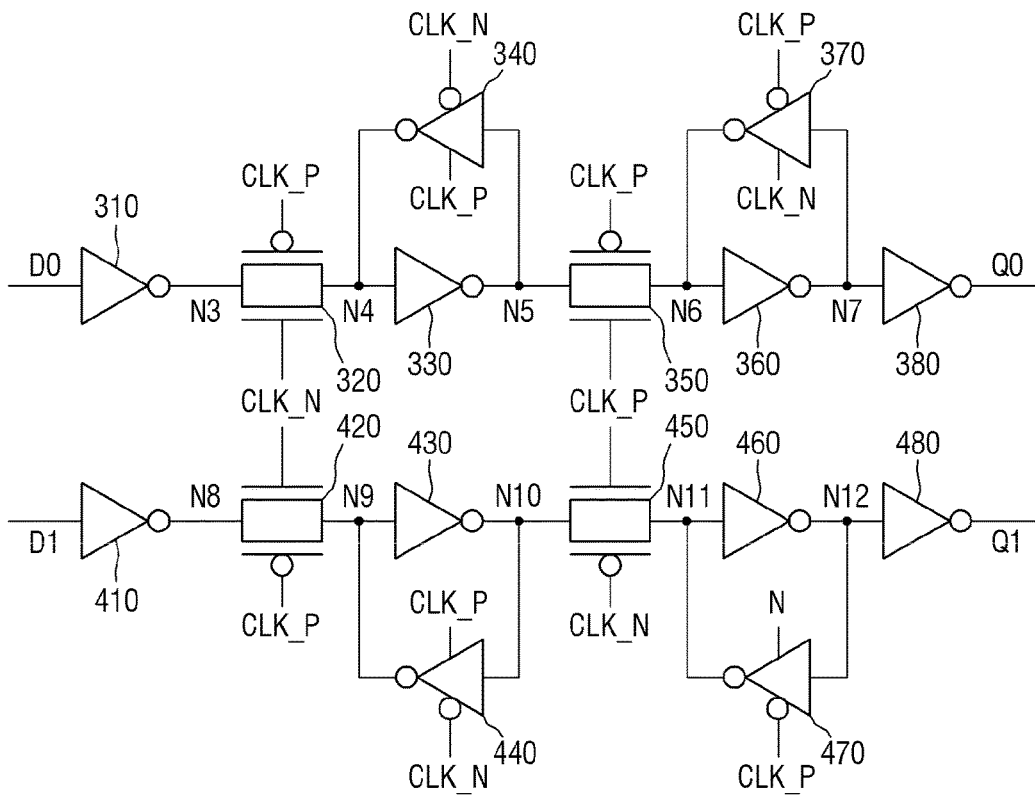 CLK_N
CLK_P
340
370
CLK_P
CLK_P
CLK_P
CLK_N
310
D0
N3
N4
N5
N6
N7
Q0
320
330
350
360
380
CLK_N
CLK_P
420
430
450
460
480
N8
N9
N10
N11
N12
D1
Q1
410
CLK_P
CLK_P
CLK_N
N
440
470
CLK_N
CLK_P